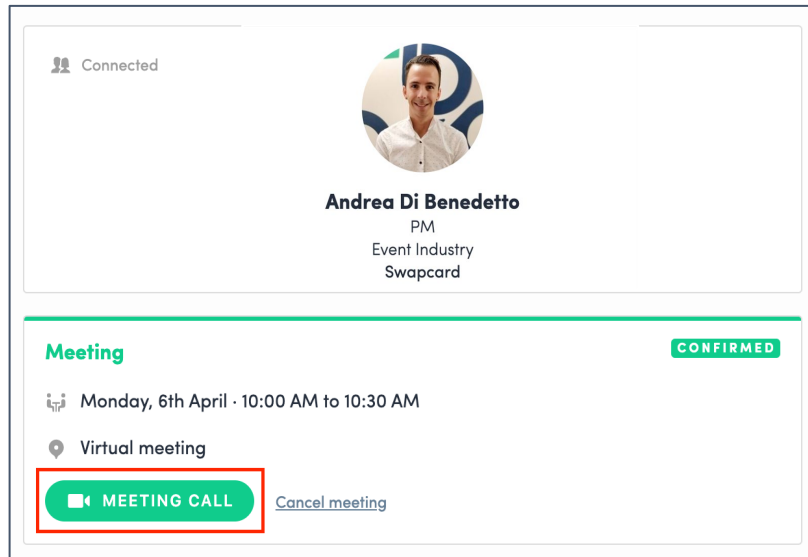 Connected
Andrea Di Benedetto
PM
Event Industry
Swapcard
Meeting
CONFIRMED
Monday, 6th April · 10:00 AM to 10:30 AM
Virtual meeting
MEETING CALL
Cancel meeting